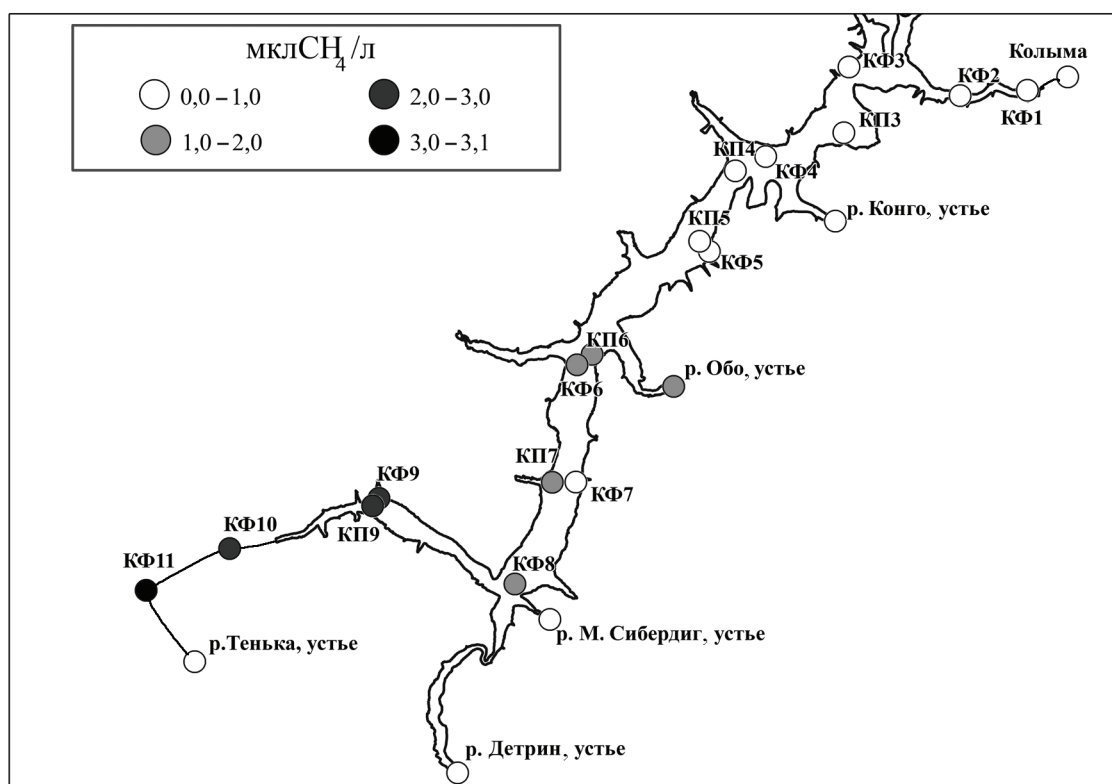 мклCH4/л
0,0–1,0
2,0–3,0
1,0–2,0
3,0–3,1
КФ3
Колыма
КФ2
КФ1
КП3
КП4
КФ4
р. Конго, устье
КП5
КФ5
КП6
р. Обо, устье
КФ6
КП7
КФ9
КФ7
КП9
КФ10
КФ11
КФ8
р. М. Сибердиг, устье
р.Тенька, устье
р. Детрин, устье